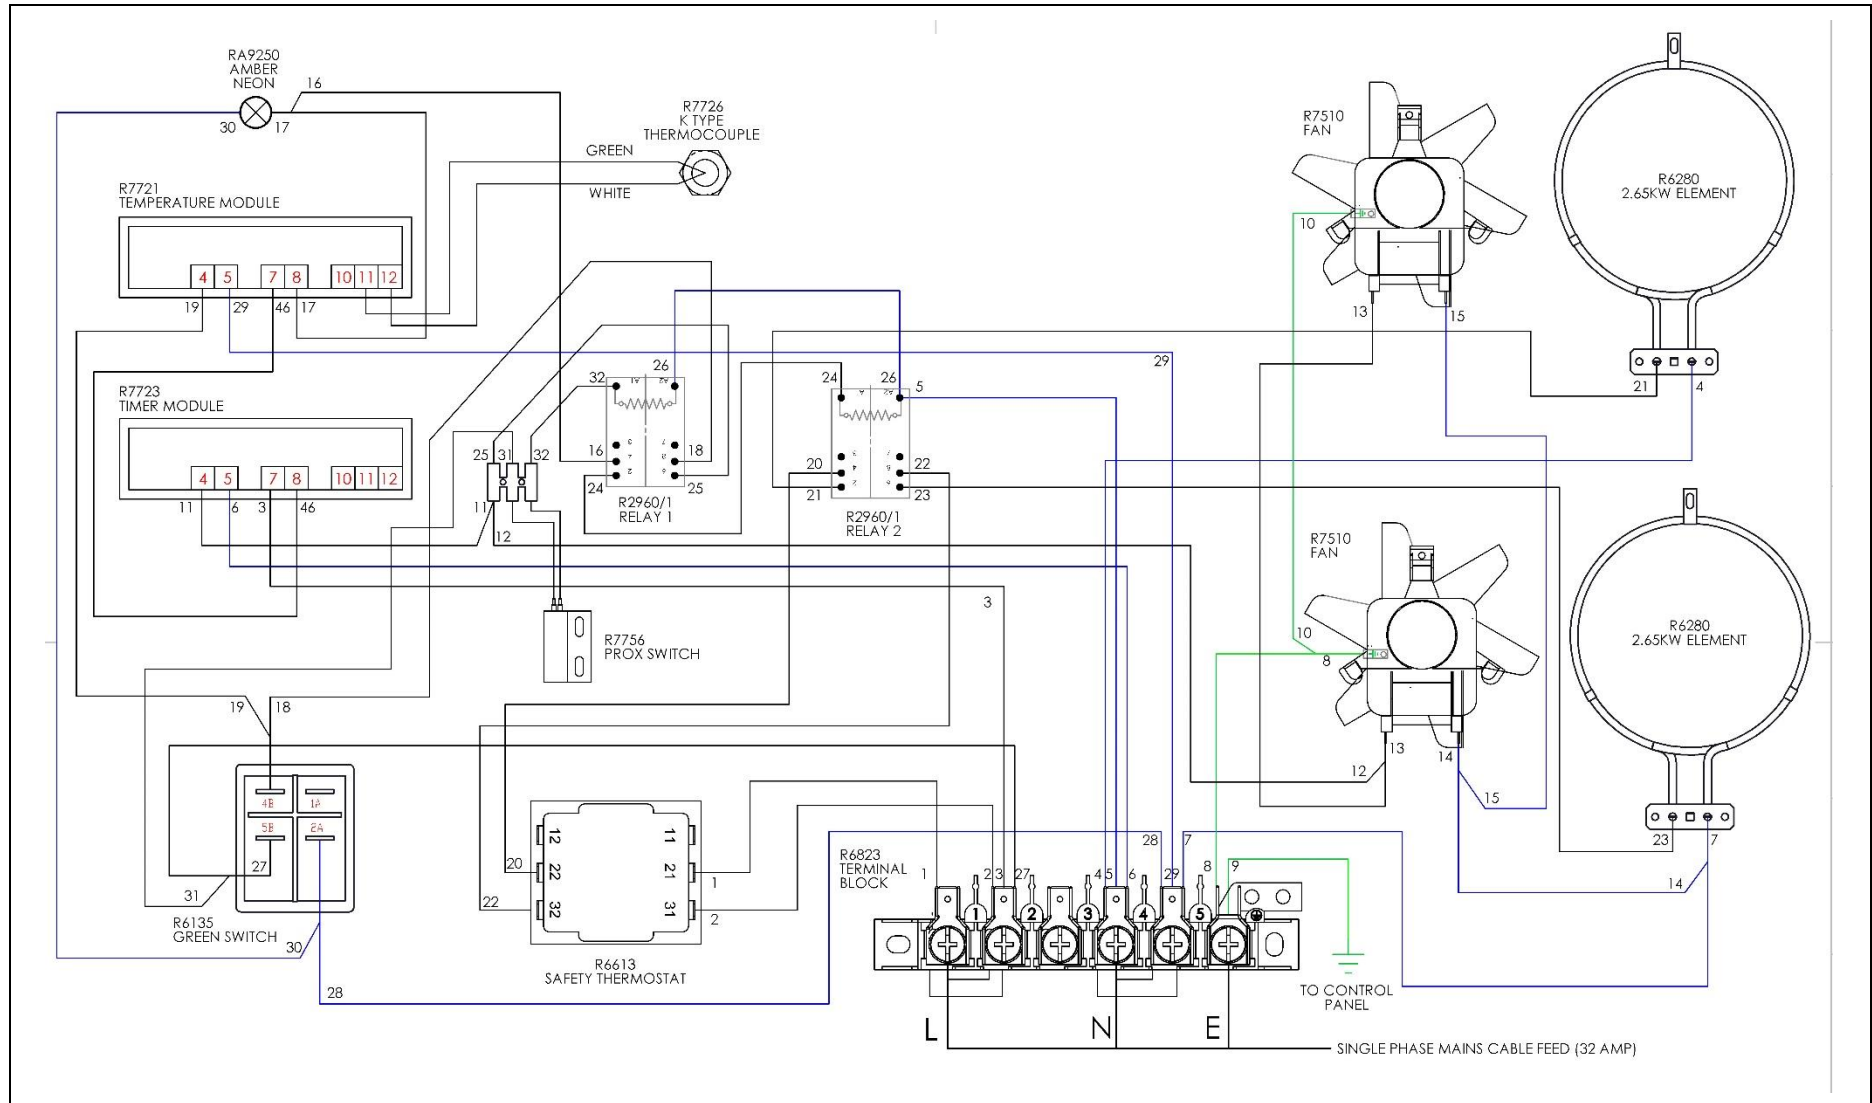 RA9250
AMBER
NEON
16
30
17
R7726
K TYPE
THERMOCOUPLE
GREEN
WHITE
R7721
TEMPERATURE MODULE
4 5 7 8 10 11 12
19 29 46 17
R7723
TIMER MODULE
4 5 7 8 10 11 12
11 6 3 46
25 31 32
11
12
32 26
A1 A2
16 18
24 25
R2960/1
RELAY 1
24 26 5
A A2
20 22
21 23
R2960/1
RELAY 2
29
3
R7756
PROX SWITCH
R7510
FAN
10
13
15
R6280
2.65KW ELEMENT
21 4
R7510
FAN
10
8
13
12
14
15
R6280
2.65KW ELEMENT
23 7
14
19 18
4B 1A
5B 2A
27
31
R6135
GREEN SWITCH
30
28
12 11
20 22 21 1
22 32 31 2
R6613
SAFETY THERMOSTAT
R6823
TERMINAL
BLOCK
28 7
1 2 3 27 4 5 6 29 8 9
1 2 3 4 5
TO CONTROL
PANEL
L N E
SINGLE PHASE MAINS CABLE FEED (32 AMP)